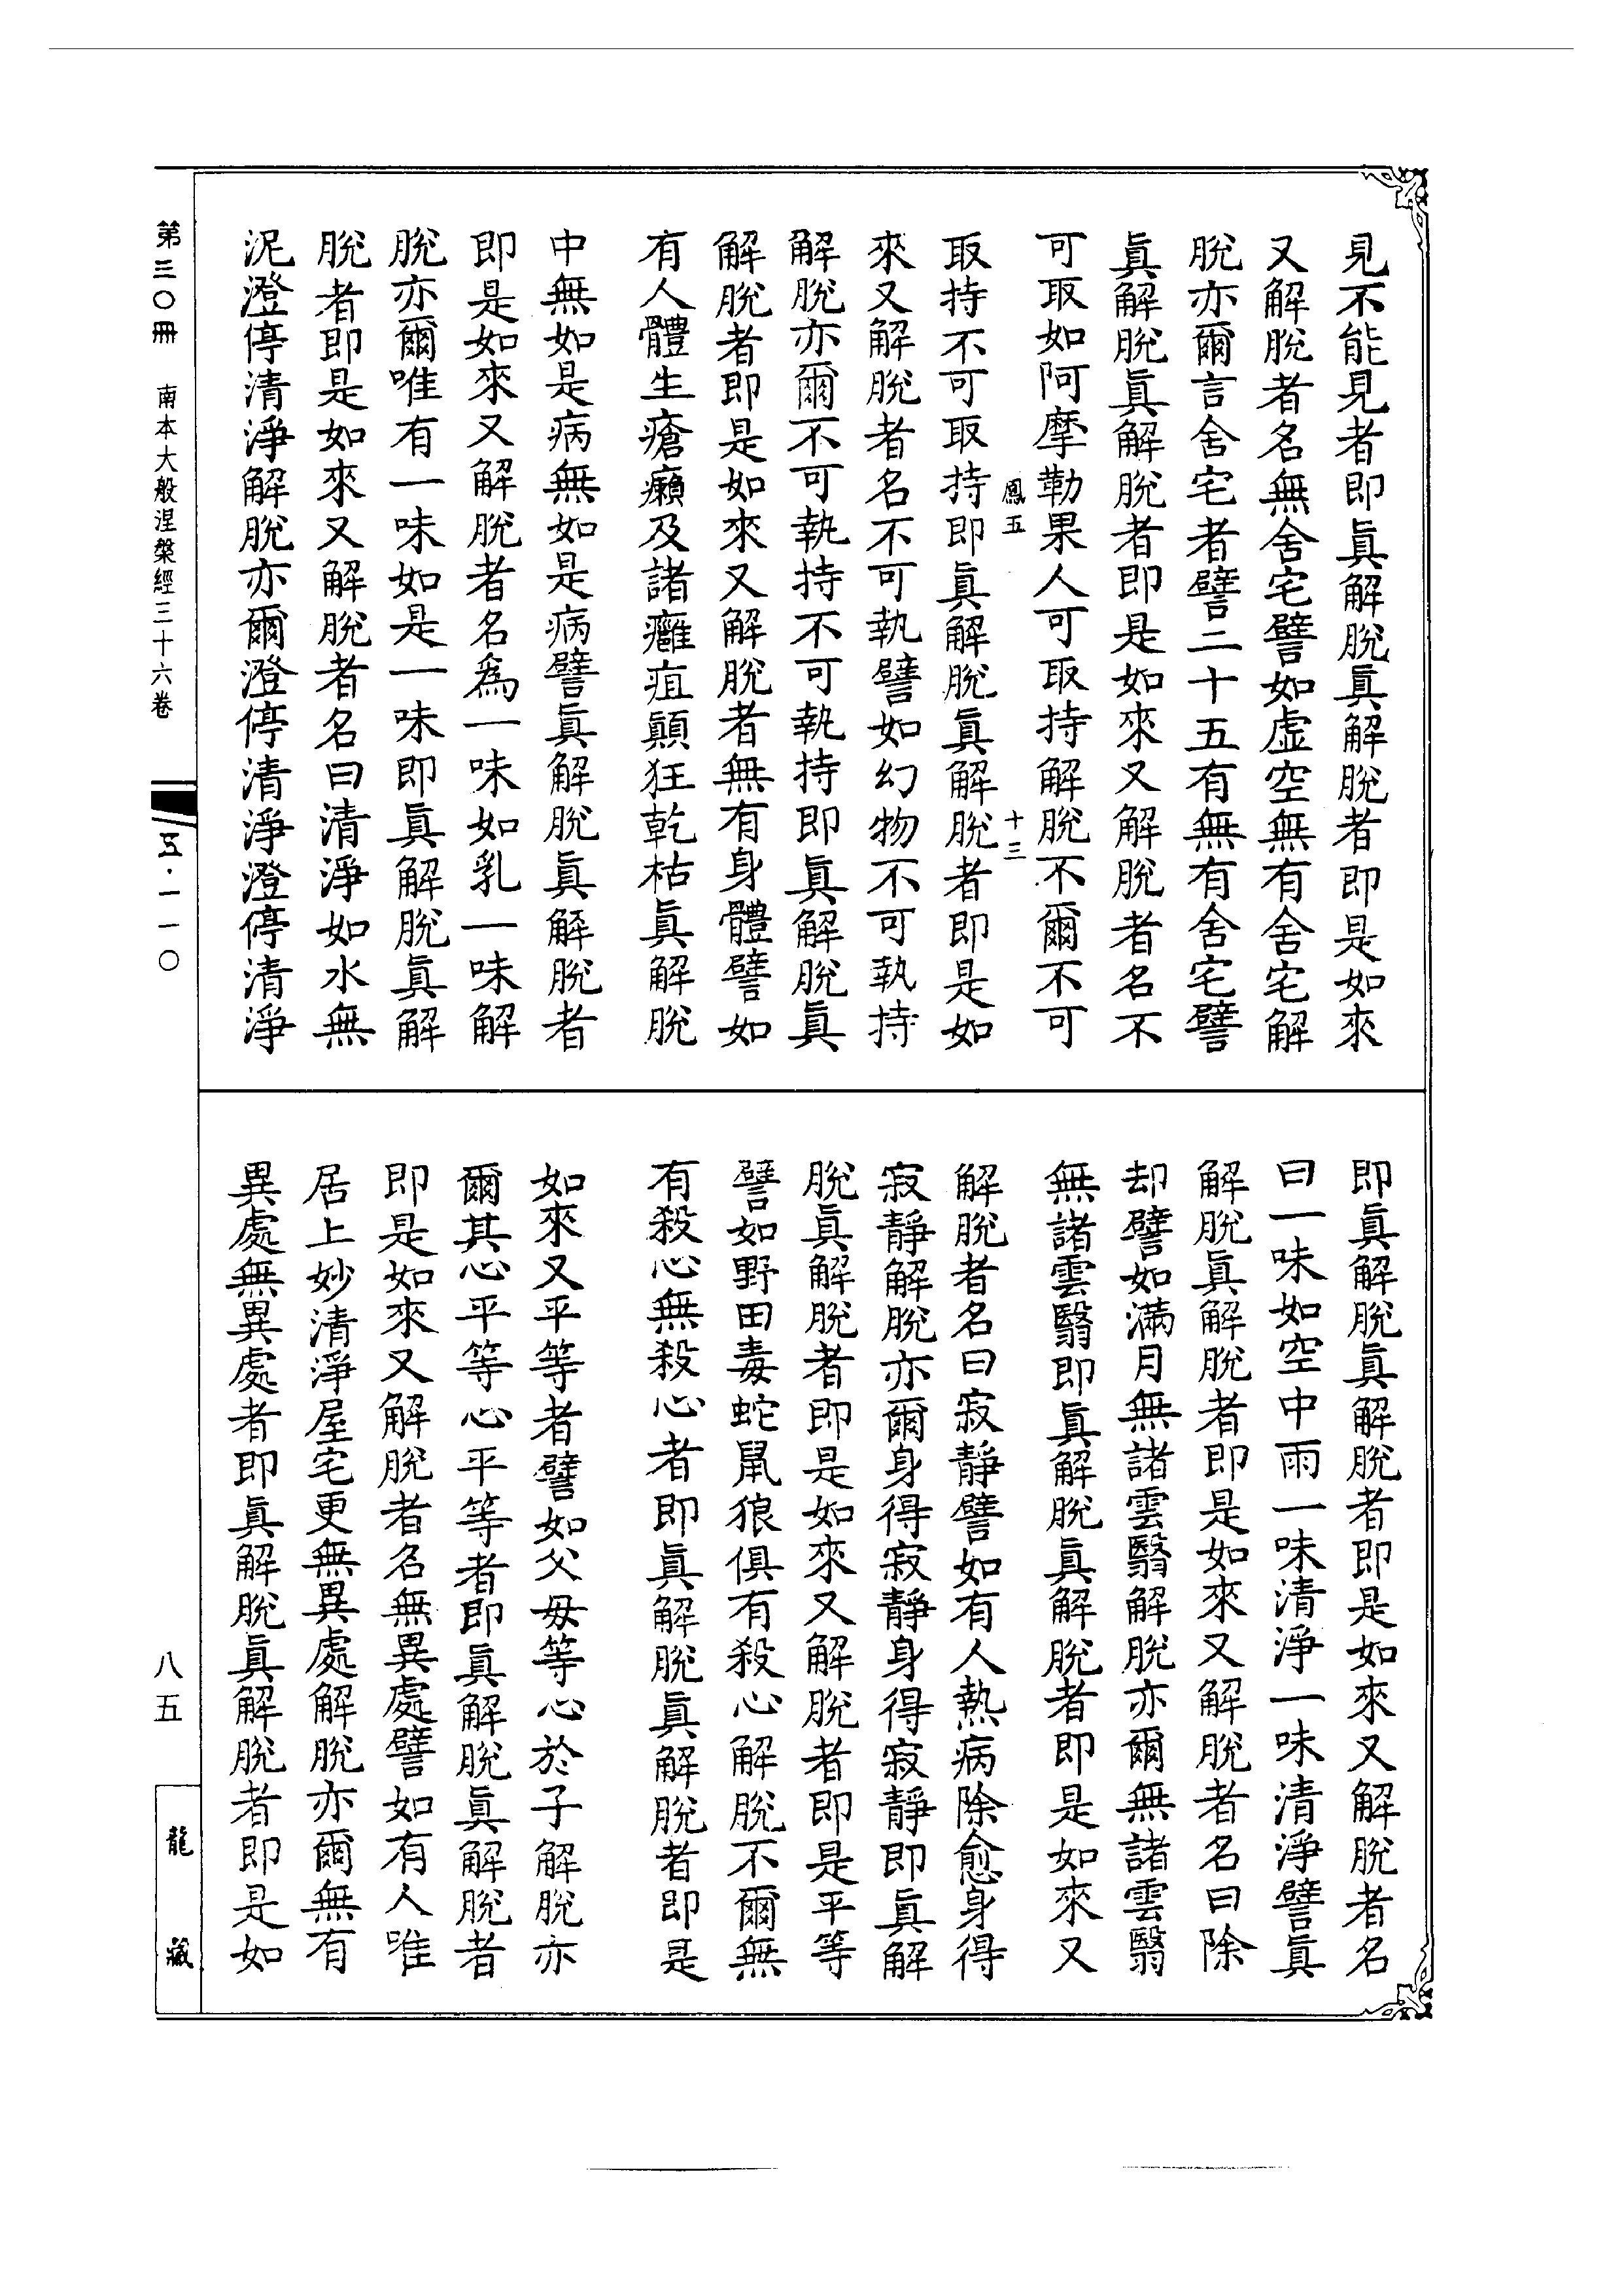 見不能見者即眞解脫眞解脫者即是如來
又解脫者名無舍宅譬如虛空無有舍宅解
脫亦爾言舍宅者譬二十五有無有舍宅譬
眞解脫眞解脫者即是如來又解脫者名不
可取如阿摩勒果人可取持解脫不爾不可
鳳五 十三
取持不可取持即眞解脫眞解脫者即是如
來又解脫者名不可執譬如幻物不可執持
解脫亦爾不可執持不可執持即眞解脫眞
解脫者即是如來又解脫者無有身體譬如
有人體生瘡癩及諸癰疽顛狂乾枯眞解脫
中無如是病無如是病譬眞解脫眞解脫者
即是如來又解脫者名爲一味如乳一味解
脫亦爾唯有一味如是一味即眞解脫眞解
脫者即是如來又解脫者名曰清淨如水無
泥澄停清淨解脫亦爾澄停清淨澄停清淨
即眞解脫眞解脫者即是如來又解脫者名
曰一味如空中雨一味清淨一味清淨譬眞
解脫眞解脫者即是如來又解脫者名曰除
却譬如滿月無諸雲翳解脫亦爾無諸雲翳
無諸雲翳即眞解脫眞解脫者即是如來又
解脫者名曰寂靜譬如有人熱病除愈身得
寂靜解脫亦爾身得寂靜身得寂靜即眞解
脫眞解脫者即是如來又解脫者即是平等
譬如野田毒蛇鼠狼俱有殺心解脫不爾無
有殺心無殺心者即眞解脫眞解脫者即是
如來又平等者譬如父母等心於子解脫亦
爾其心平等心平等者即眞解脫眞解脫者
即是如來又解脫者名無異處譬如有人唯
居上妙清淨屋宅更無異處解脫亦爾無有
異處無異處者即眞解脫眞解脫者即是如
第三〇冊 南本大般涅槃經三十六卷 五·一一〇
八五
龍藏